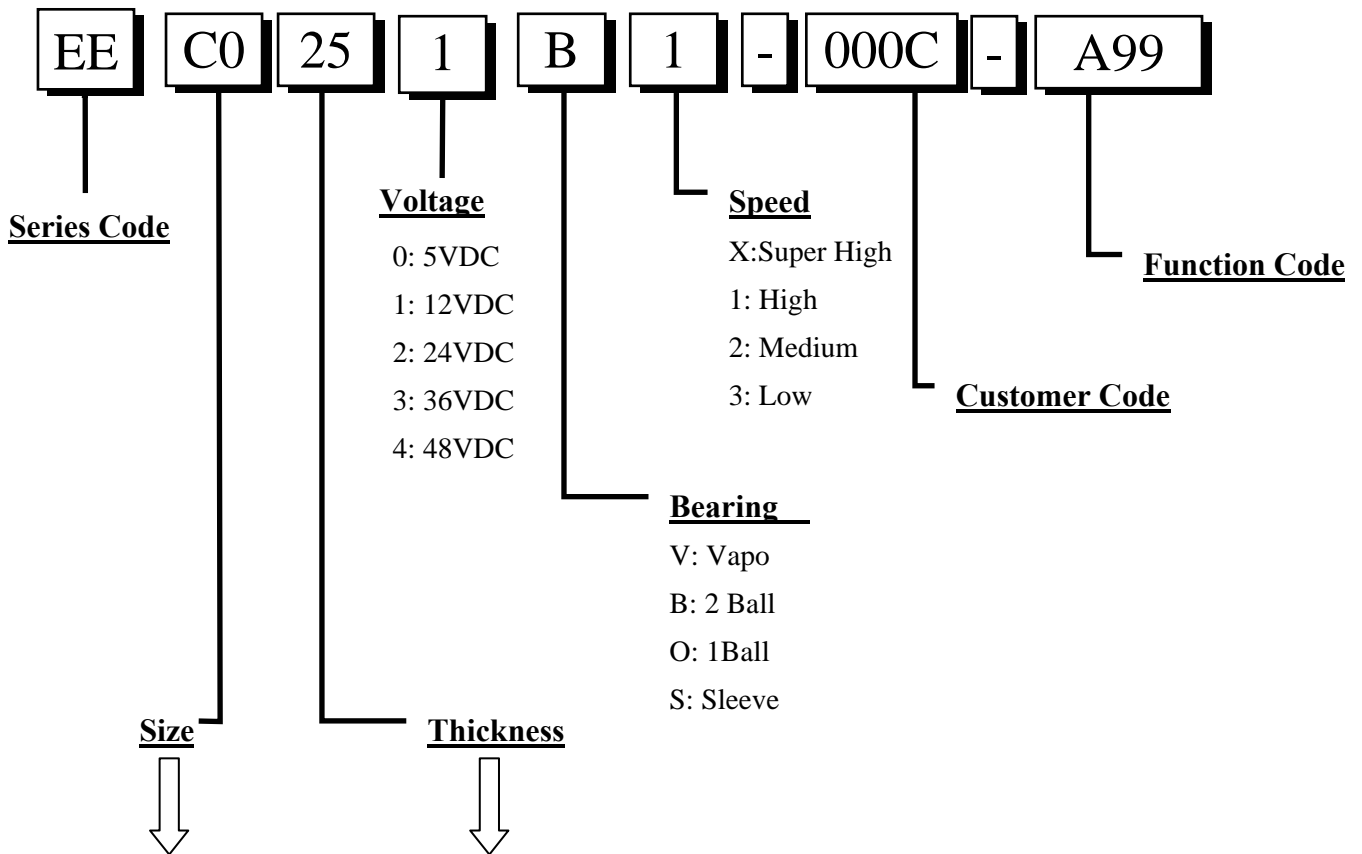 EE C0 25 1 B 1 - 000C - A99
Series Code
Voltage
0: 5VDC
1: 12VDC
2: 24VDC
3: 36VDC
4: 48VDC
Speed
X:Super High
1: High
2: Medium
3: Low
Function Code
Customer Code
Bearing
V: Vapo
B: 2 Ball
O: 1Ball
S: Sleeve
Size
Thickness